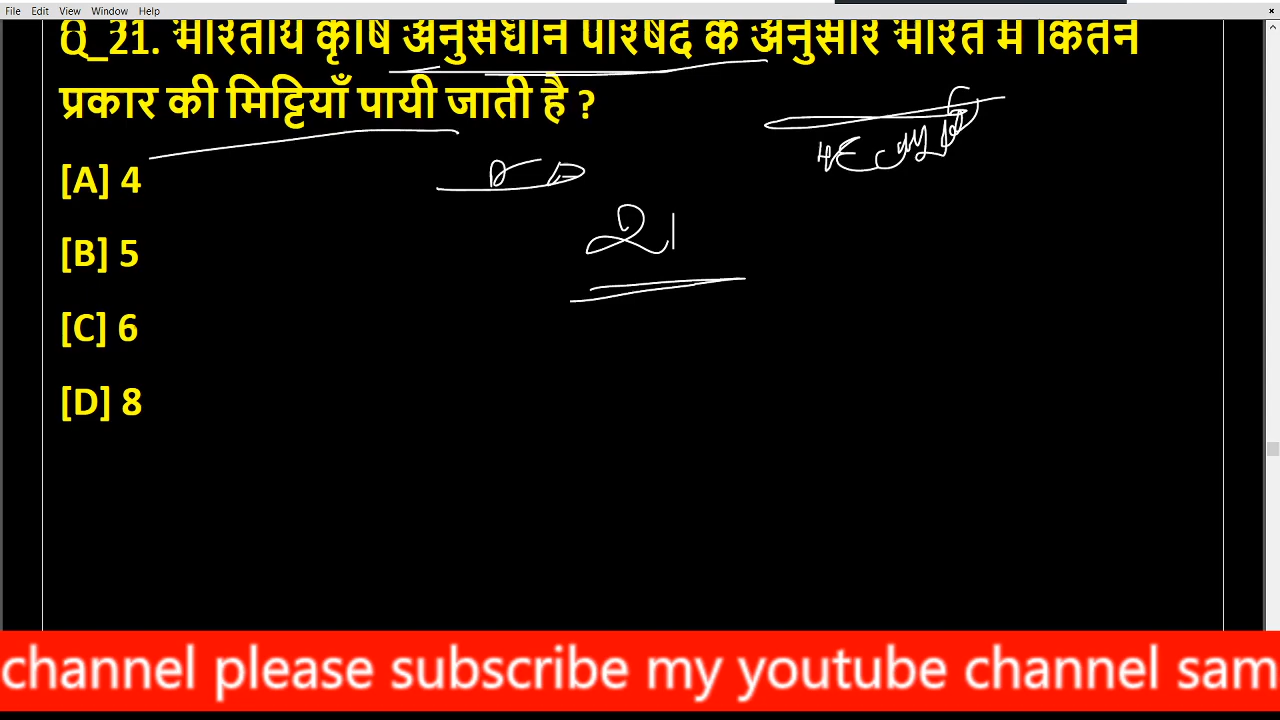 File Edit View Window Help
Q_21. भारतीय कृषि अनुसंधान परिषद के अनुसार भारत में कितने
प्रकार की मिट्टियाँ पायी जाती है ?
[A] 4
21
[B] 5
[C] 6
[D] 8
channel please subscribe my youtube channel sam